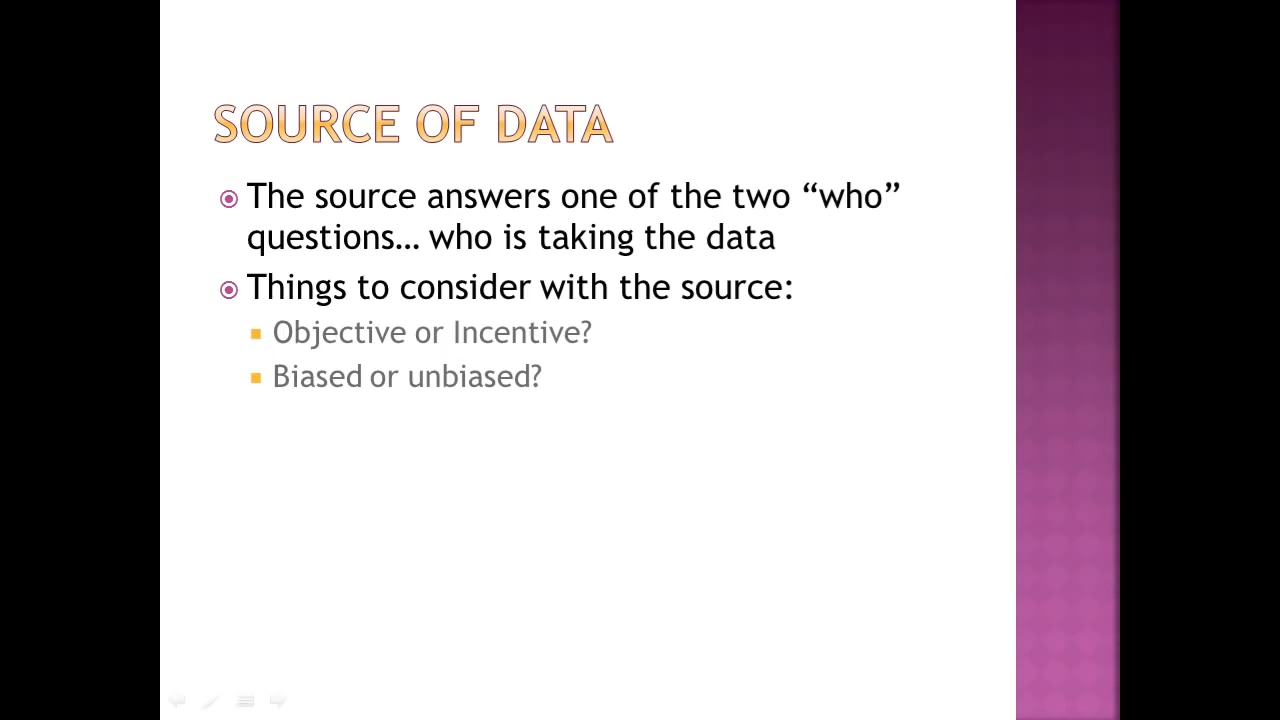 SOURCE OF DATA
The source answers one of the two “who”
questions… who is taking the data
Things to consider with the source:
Objective or Incentive?
Biased or unbiased?